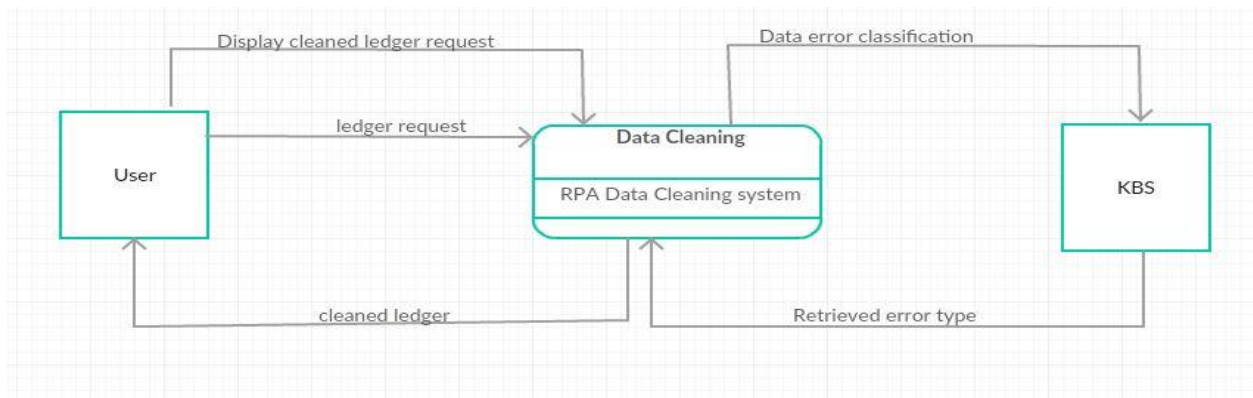 Display cleaned ledger request
Data error classification
ledger request
Data Cleaning
User
RPA Data Cleaning system
KBS
cleaned ledger
Retrieved error type